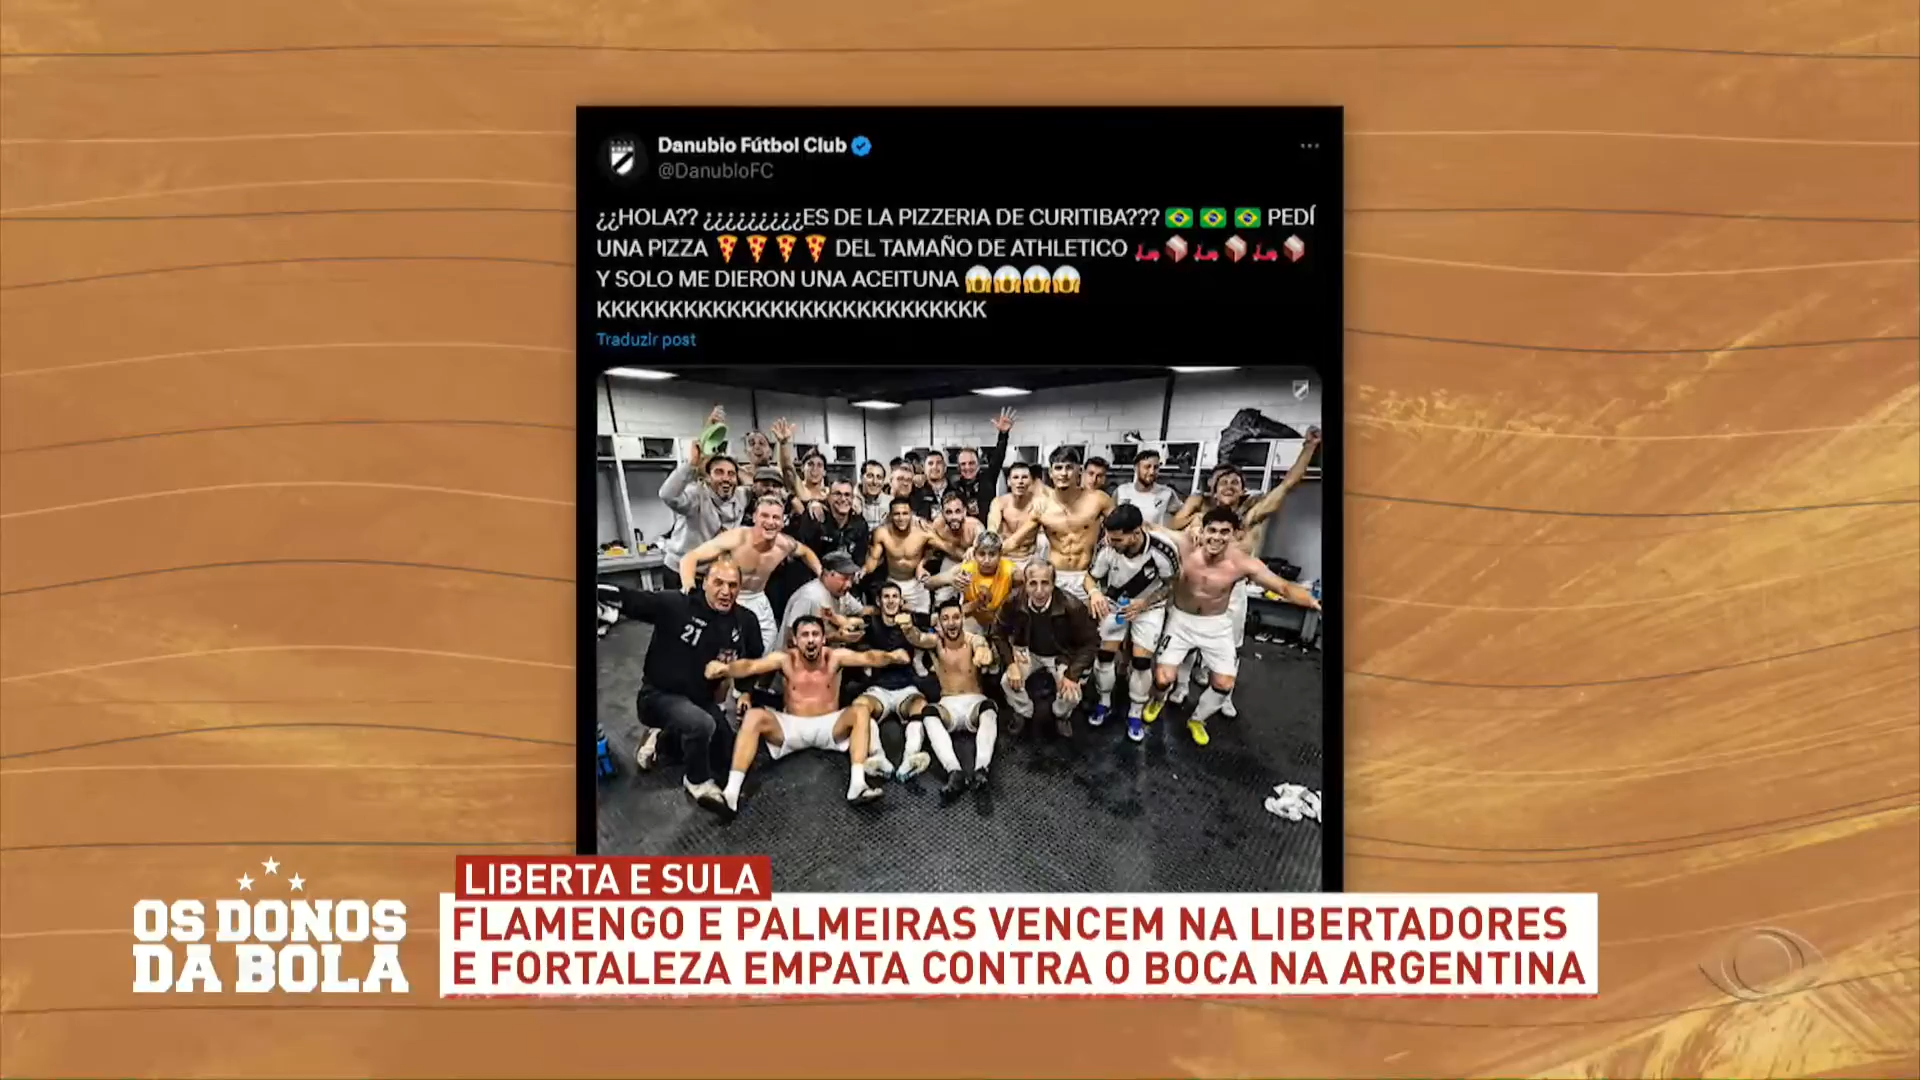 Danubio Fútbol Club
@DanubioFC
¿¿HOLA?? ¿¿¿¿¿¿¿¿¿ES DE LA PIZZERIA DE CURITIBA??? 🇧🇷 🇧🇷 🇧🇷 PEDÍ
UNA PIZZA 🍕🍕🍕🍕 DEL TAMAÑO DE ATHLETICO 🛵📦🛵📦🛵📦
Y SOLO ME DIERON UNA ACEITUNA 😱😱😱😱
KKKKKKKKKKKKKKKKKKKKKKKKKKK
Traduzir post
21
LIBERTA E SULA
OS DONOS
DA BOLA
FLAMENGO E PALMEIRAS VENCEM NA LIBERTADORES
E FORTALEZA EMPATA CONTRA O BOCA NA ARGENTINA